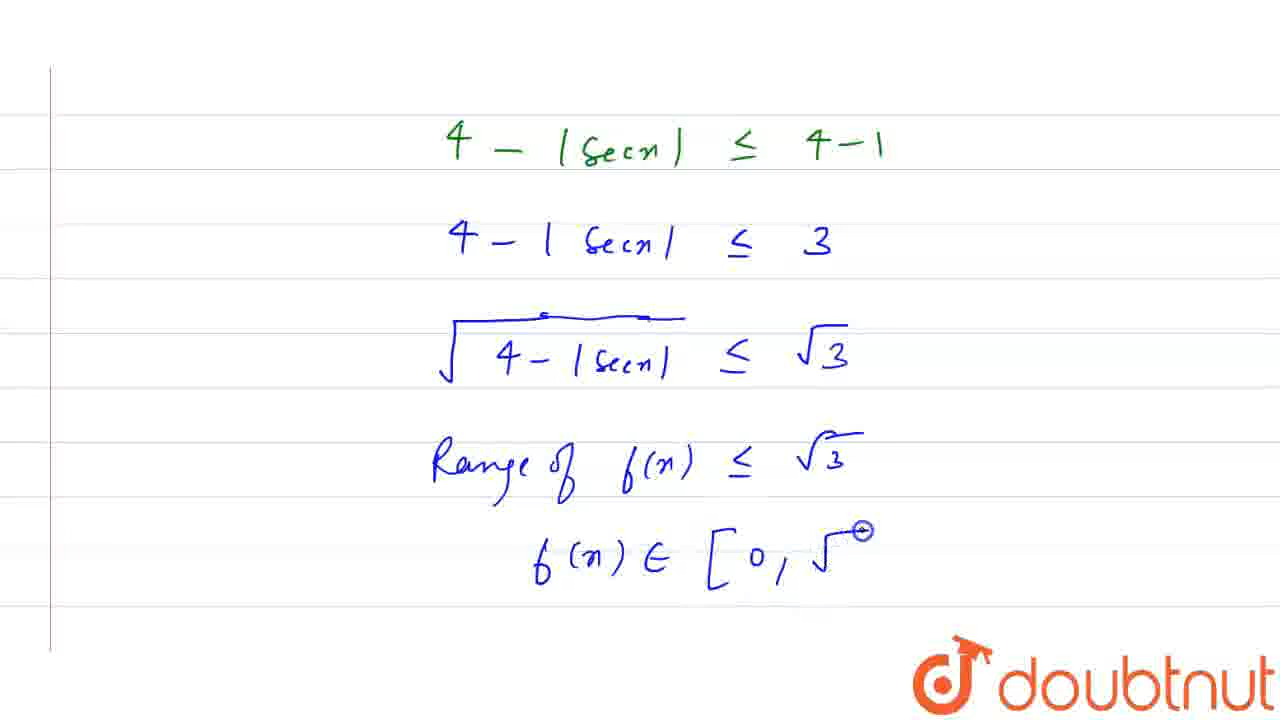 4 - |secx| ≤ 4-1
4 - |secx| ≤ 3
√(4 - |secx|) ≤ √3
Range of f(x) ≤ √3
f(x) ∈ [0, √
doubtnut